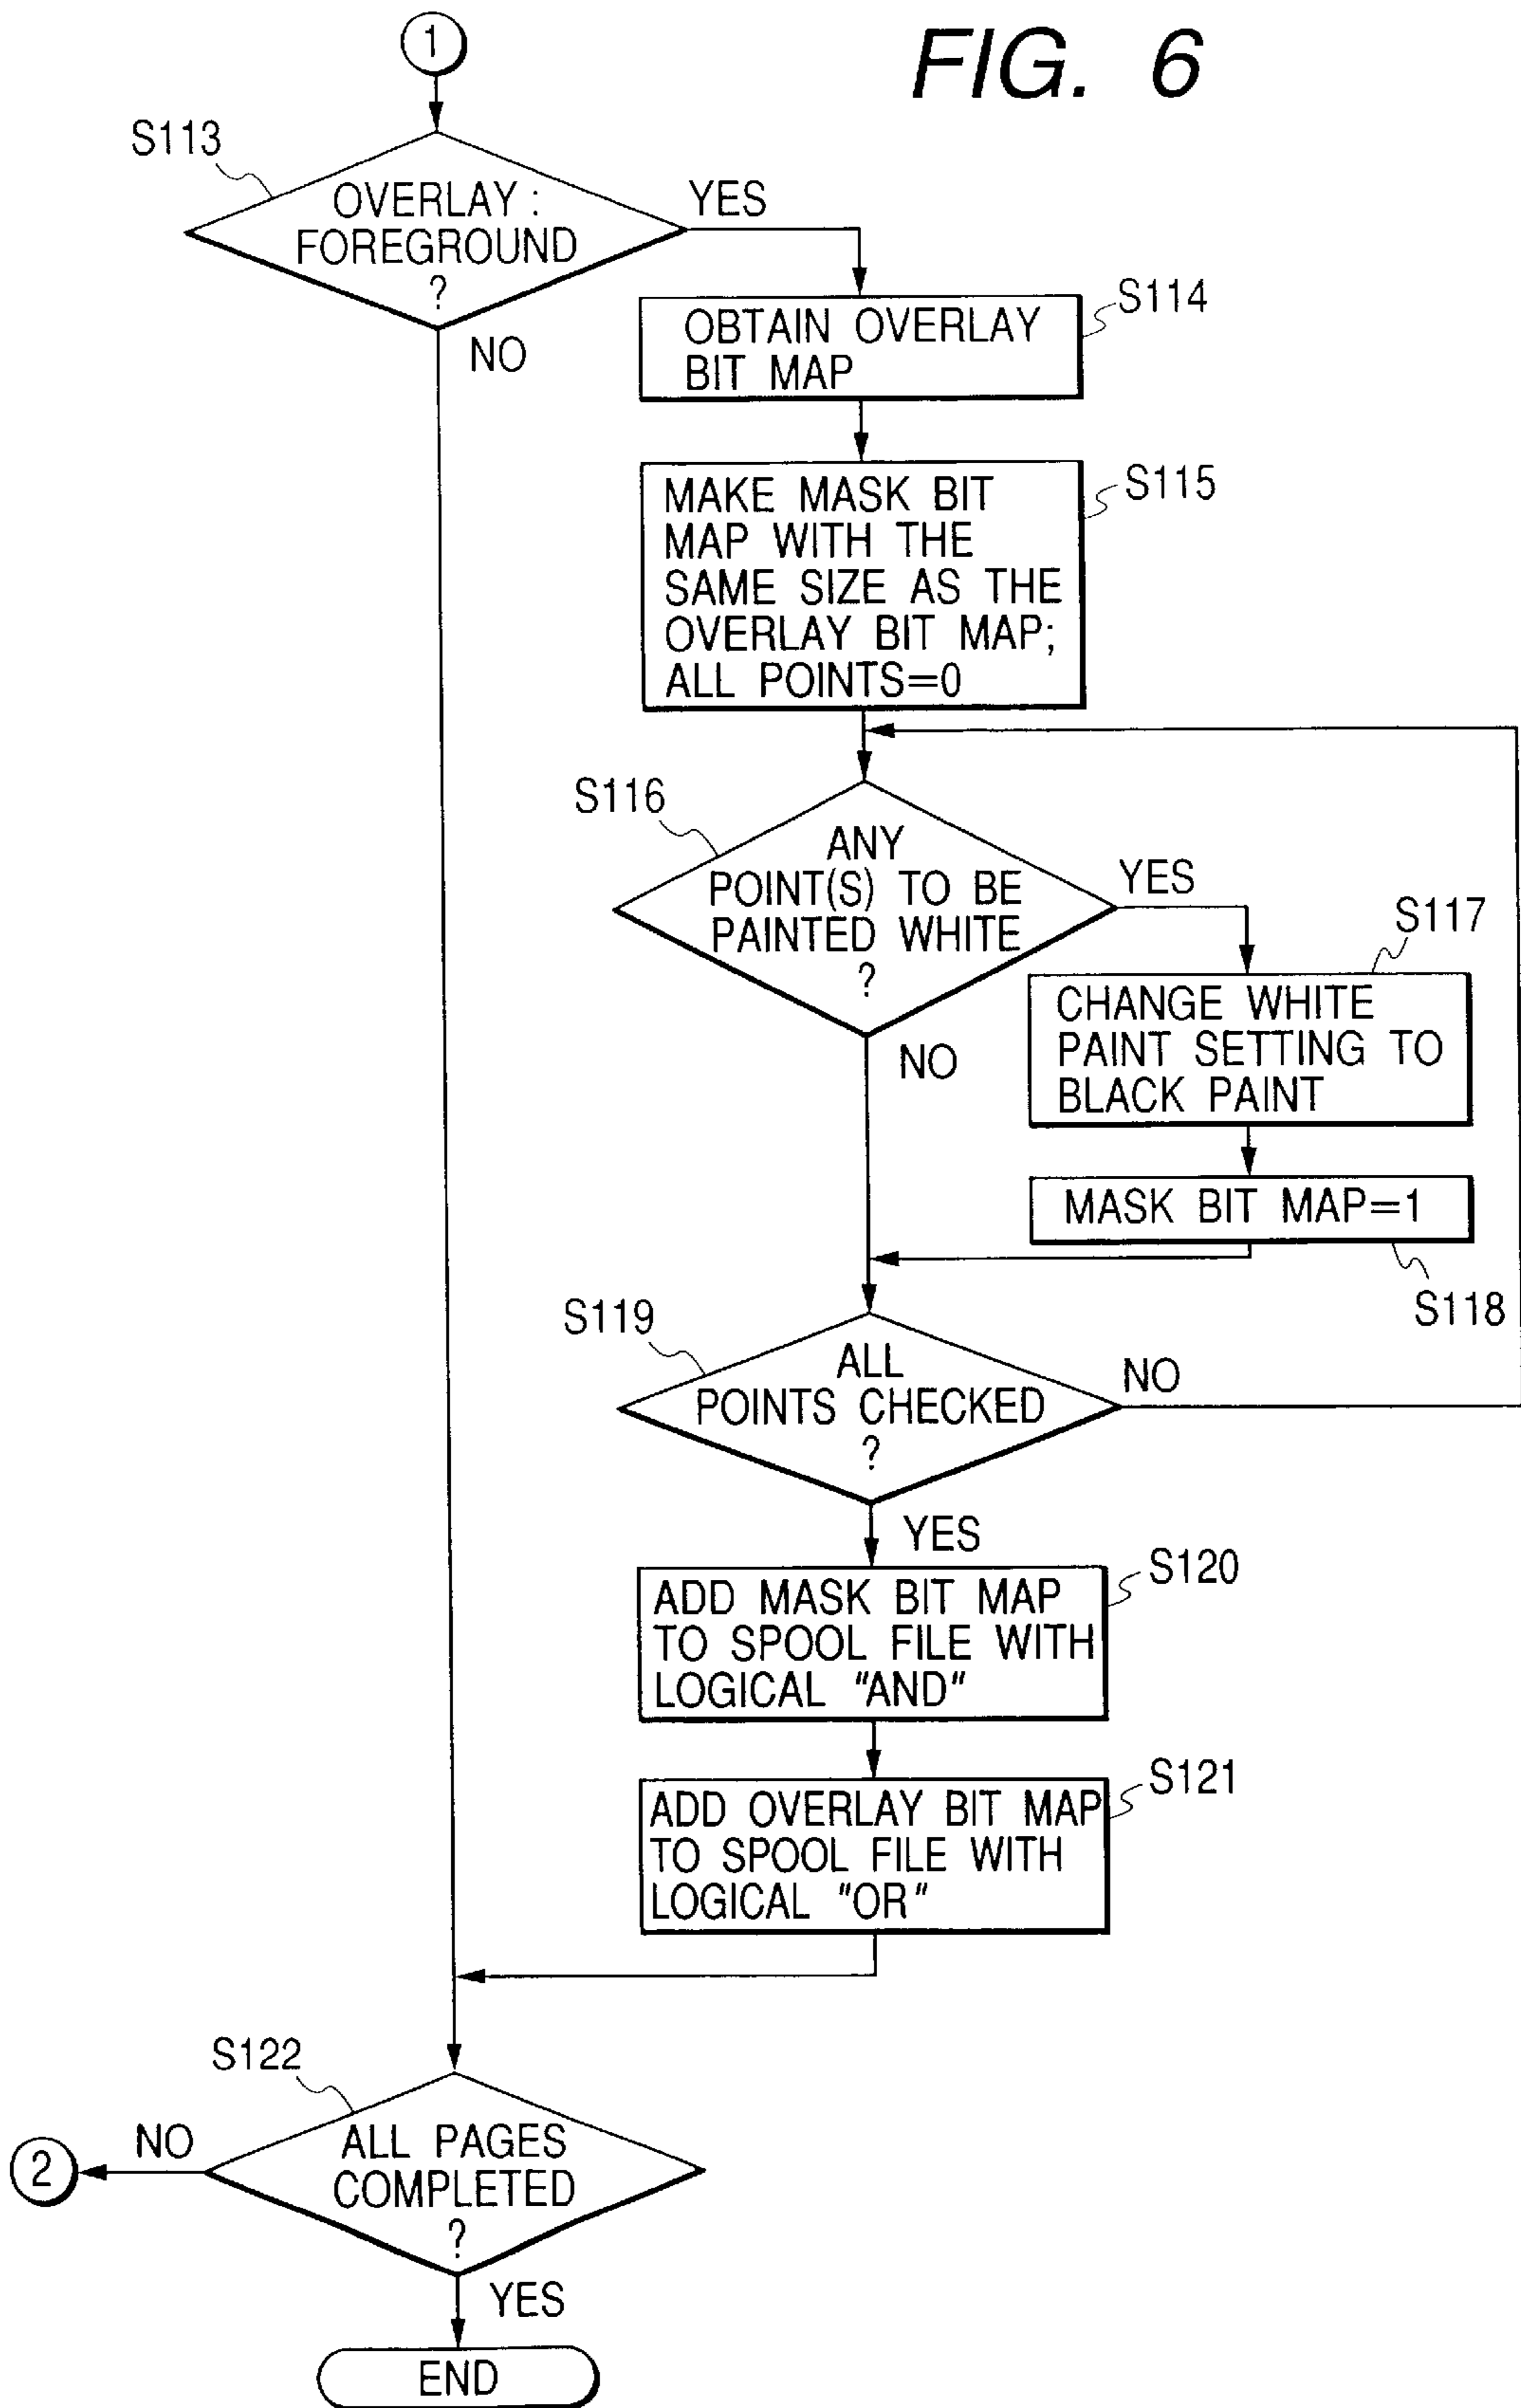 FIG. 6
1
S113
OVERLAY :
FOREGROUND
?
YES
NO
S114
OBTAIN OVERLAY
BIT MAP
S115
MAKE MASK BIT
MAP WITH THE
SAME SIZE AS THE
OVERLAY BIT MAP;
ALL POINTS=0
S116
ANY
POINT(S) TO BE
PAINTED WHITE
?
YES
NO
S117
CHANGE WHITE
PAINT SETTING TO
BLACK PAINT
MASK BIT MAP=1
S118
S119
ALL
POINTS CHECKED
?
NO
YES
S120
ADD MASK BIT MAP
TO SPOOL FILE WITH
LOGICAL "AND"
S121
ADD OVERLAY BIT MAP
TO SPOOL FILE WITH
LOGICAL "OR"
S122
ALL PAGES
COMPLETED
?
NO
2
YES
END